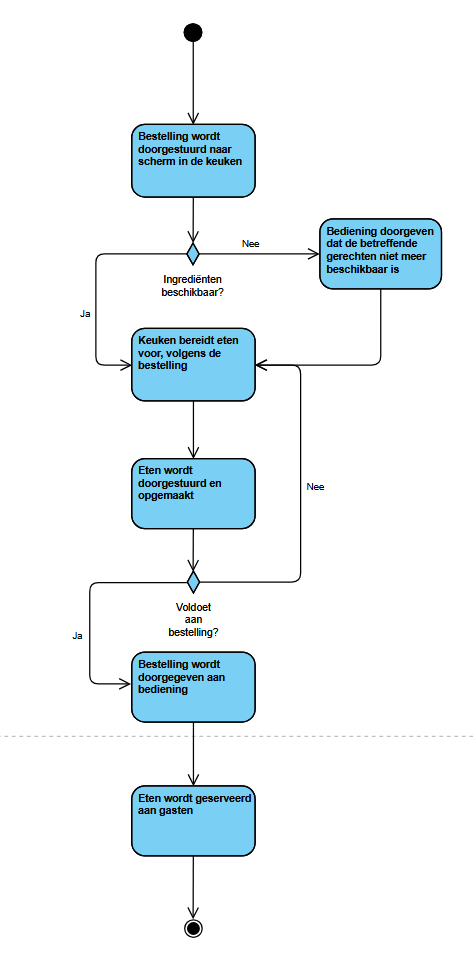 Bestelling wordt
doorgestuurd naar
scherm in de keuken
Nee
Bediening doorgeven
dat de betreffende
gerechten niet meer
beschikbaar is
Ingrediënten
beschikbaar?
Ja
Keuken bereidt eten
voor, volgens de
bestelling
Eten wordt
doorgestuurd en
opgemaakt
Nee
Voldoet
aan
bestelling?
Ja
Bestelling wordt
doorgegeven aan
bediening
Eten wordt geserveerd
aan gasten